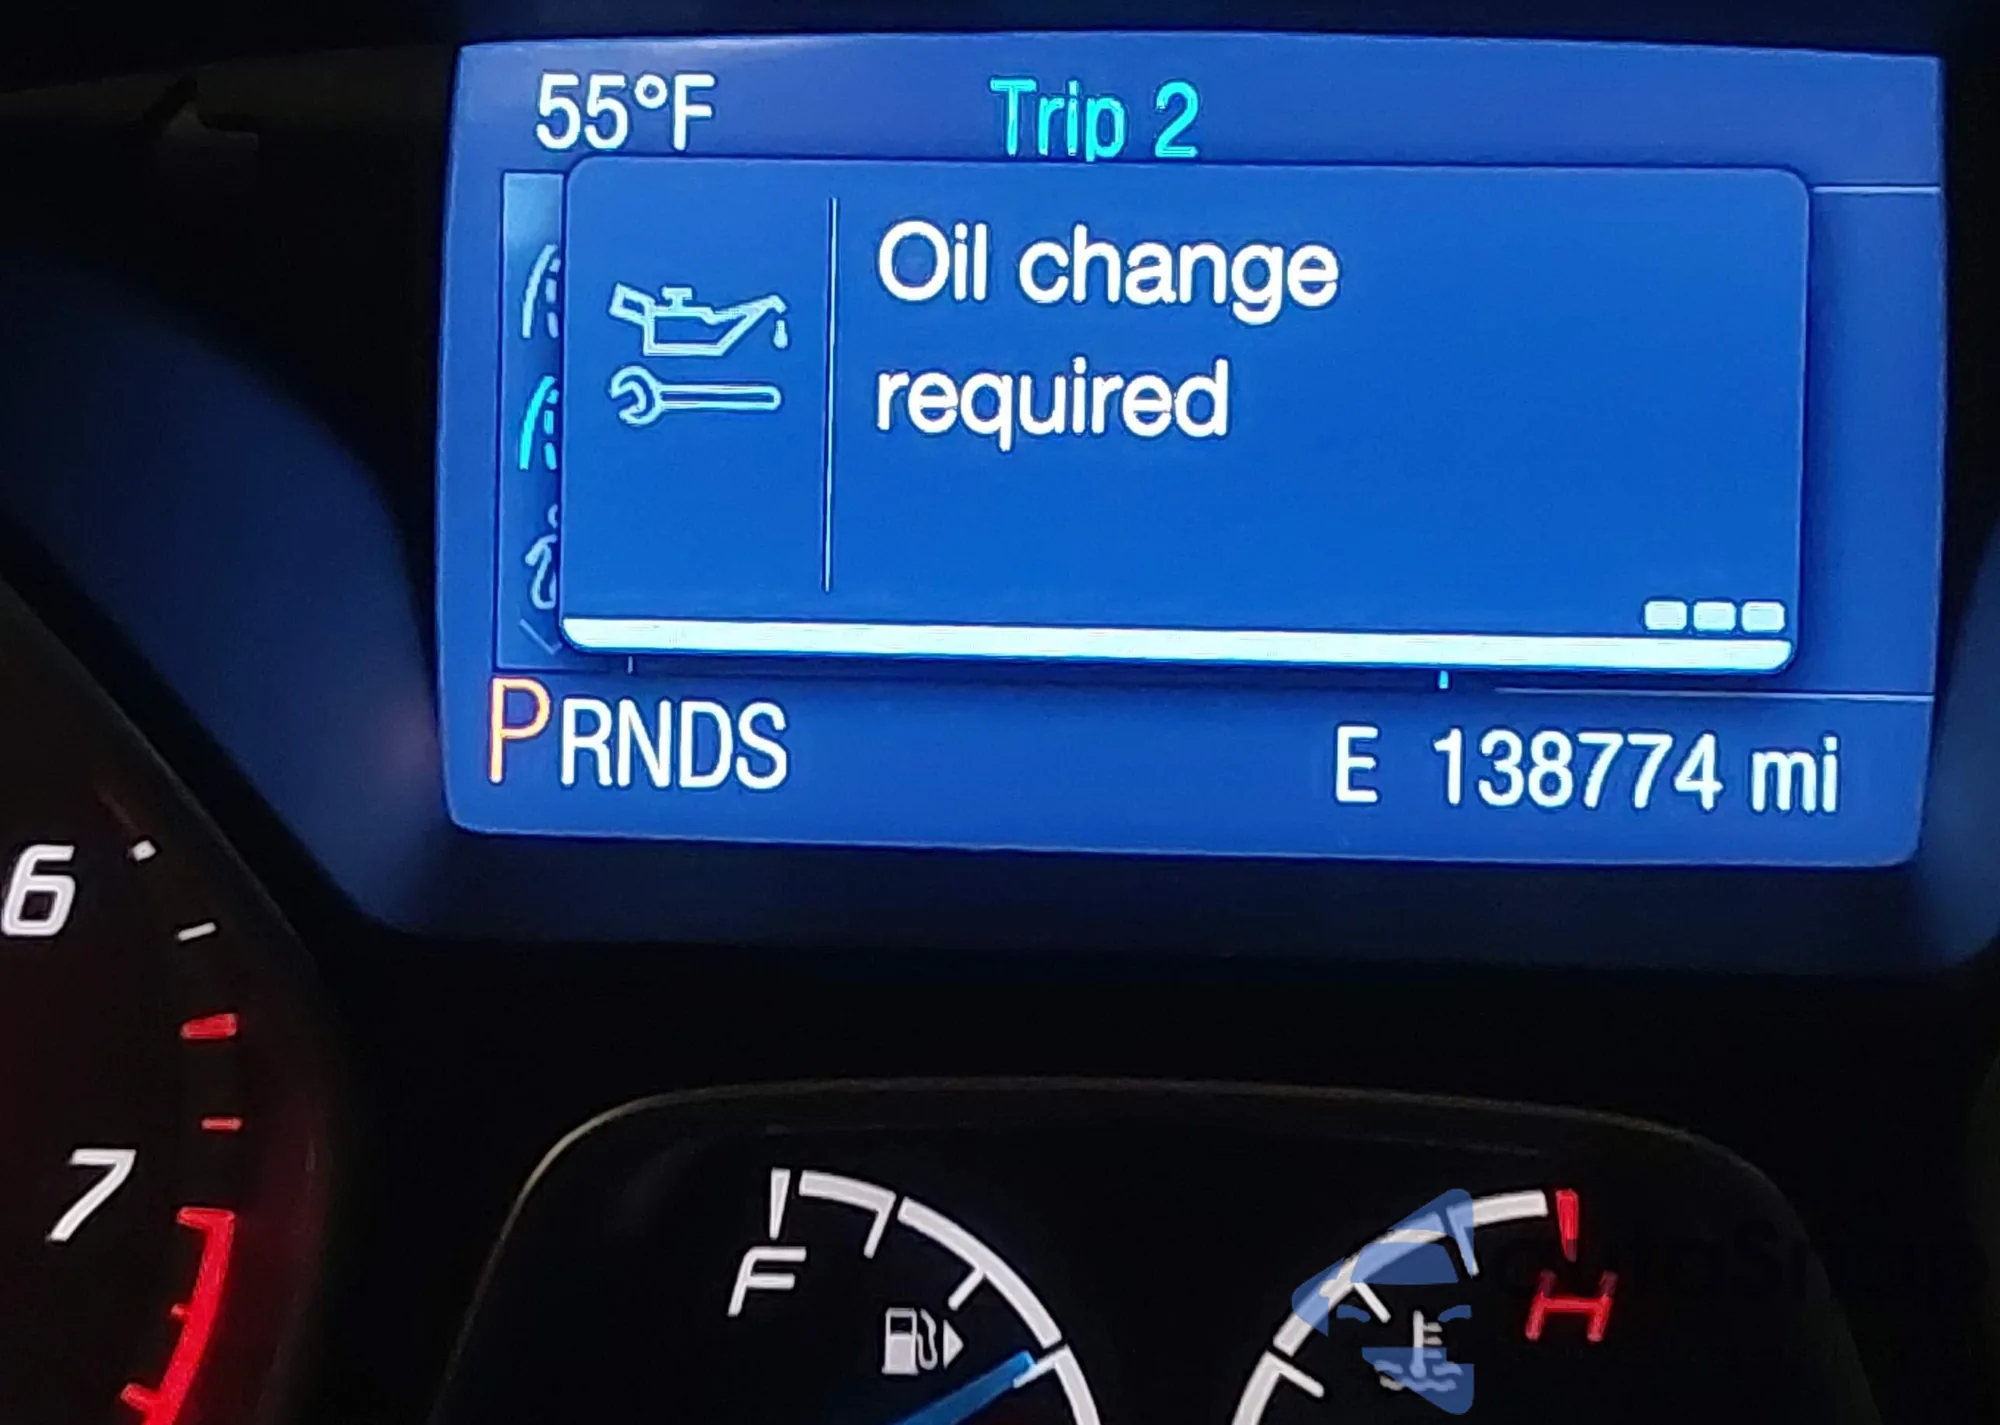 55°F
Trip 2
Oil change
required
PRNDS
E 138774 mi
6
7
F
H